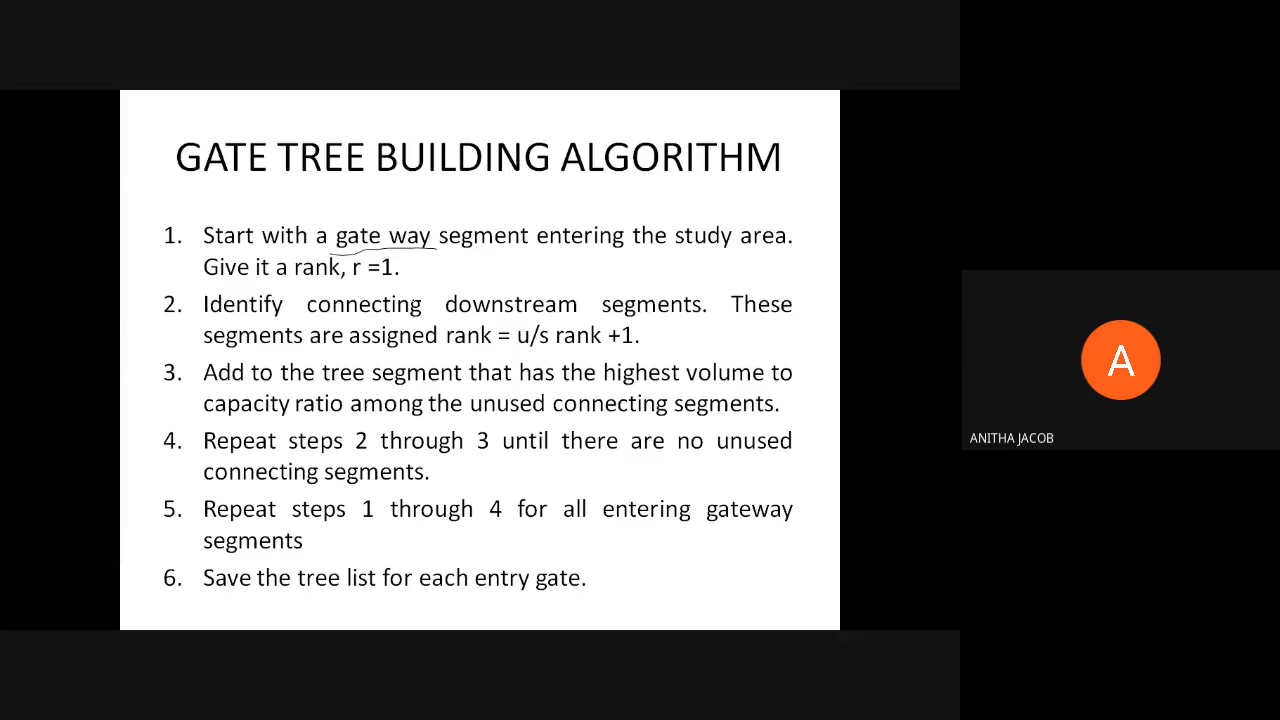 GATE TREE BUILDING ALGORITHM
1. Start with a gate way segment entering the study area.
Give it a rank, r =1.
2. Identify connecting downstream segments. These
segments are assigned rank = u/s rank +1.
3. Add to the tree segment that has the highest volume to
capacity ratio among the unused connecting segments.
4. Repeat steps 2 through 3 until there are no unused
connecting segments.
5. Repeat steps 1 through 4 for all entering gateway
segments
6. Save the tree list for each entry gate.
A
ANITHA JACOB